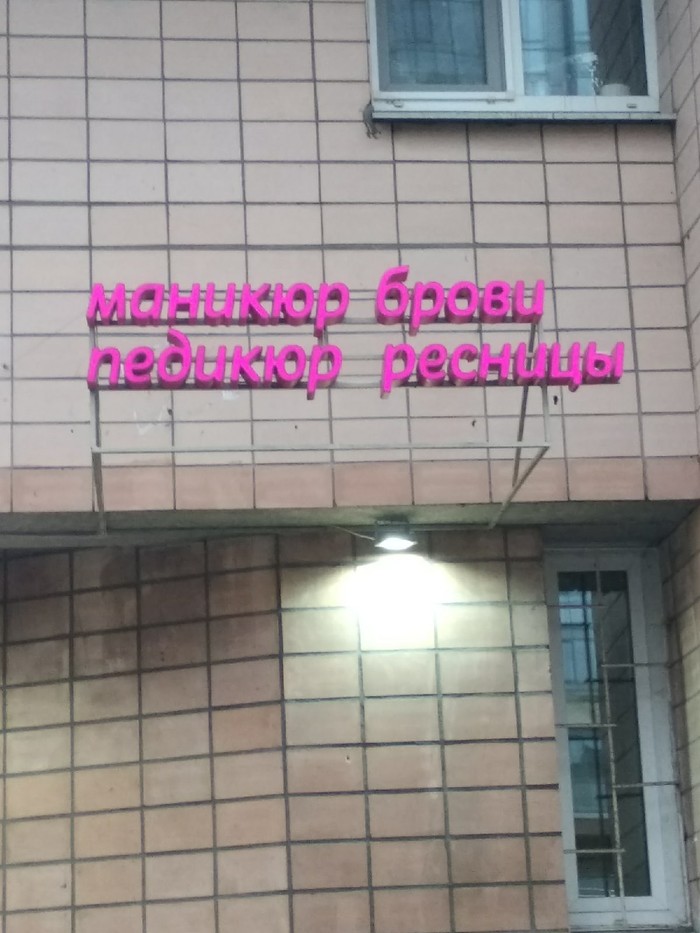 маникюр брови
педикюр ресницы